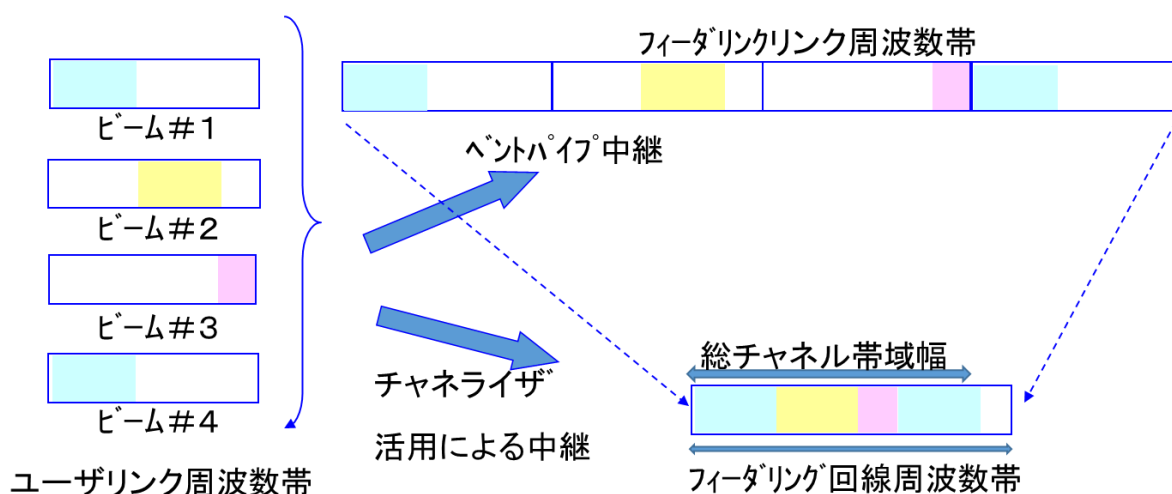 フィーダリンクリンク周波数帯
ビーム#1
ベントパイプ中継
ビーム#2
ビーム#3
総チャネル帯域幅
チャネライザ
ビーム#4
活用による中継
フィーダリング回線周波数帯
ユーザリンク周波数帯